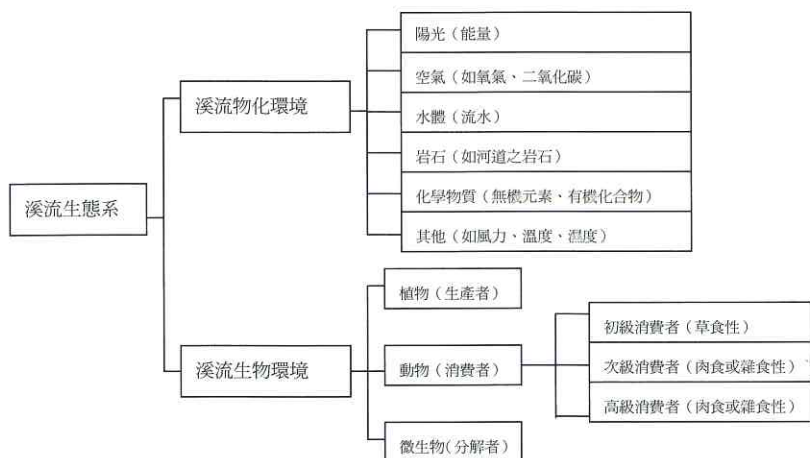 溪流生態系
溪流物化環境
陽光（能量）
空氣（如氧氣、二氧化碳）
水體（流水）
岩石（如河道之岩石）
化學物質（無機元素、有機化合物）
其他（如風力、溫度、濕度）
溪流生物環境
植物（生產者）
動物（消費者）
初級消費者（草食性）
次級消費者（肉食或雜食性）
高級消費者（肉食或雜食性）
微生物（分解者）